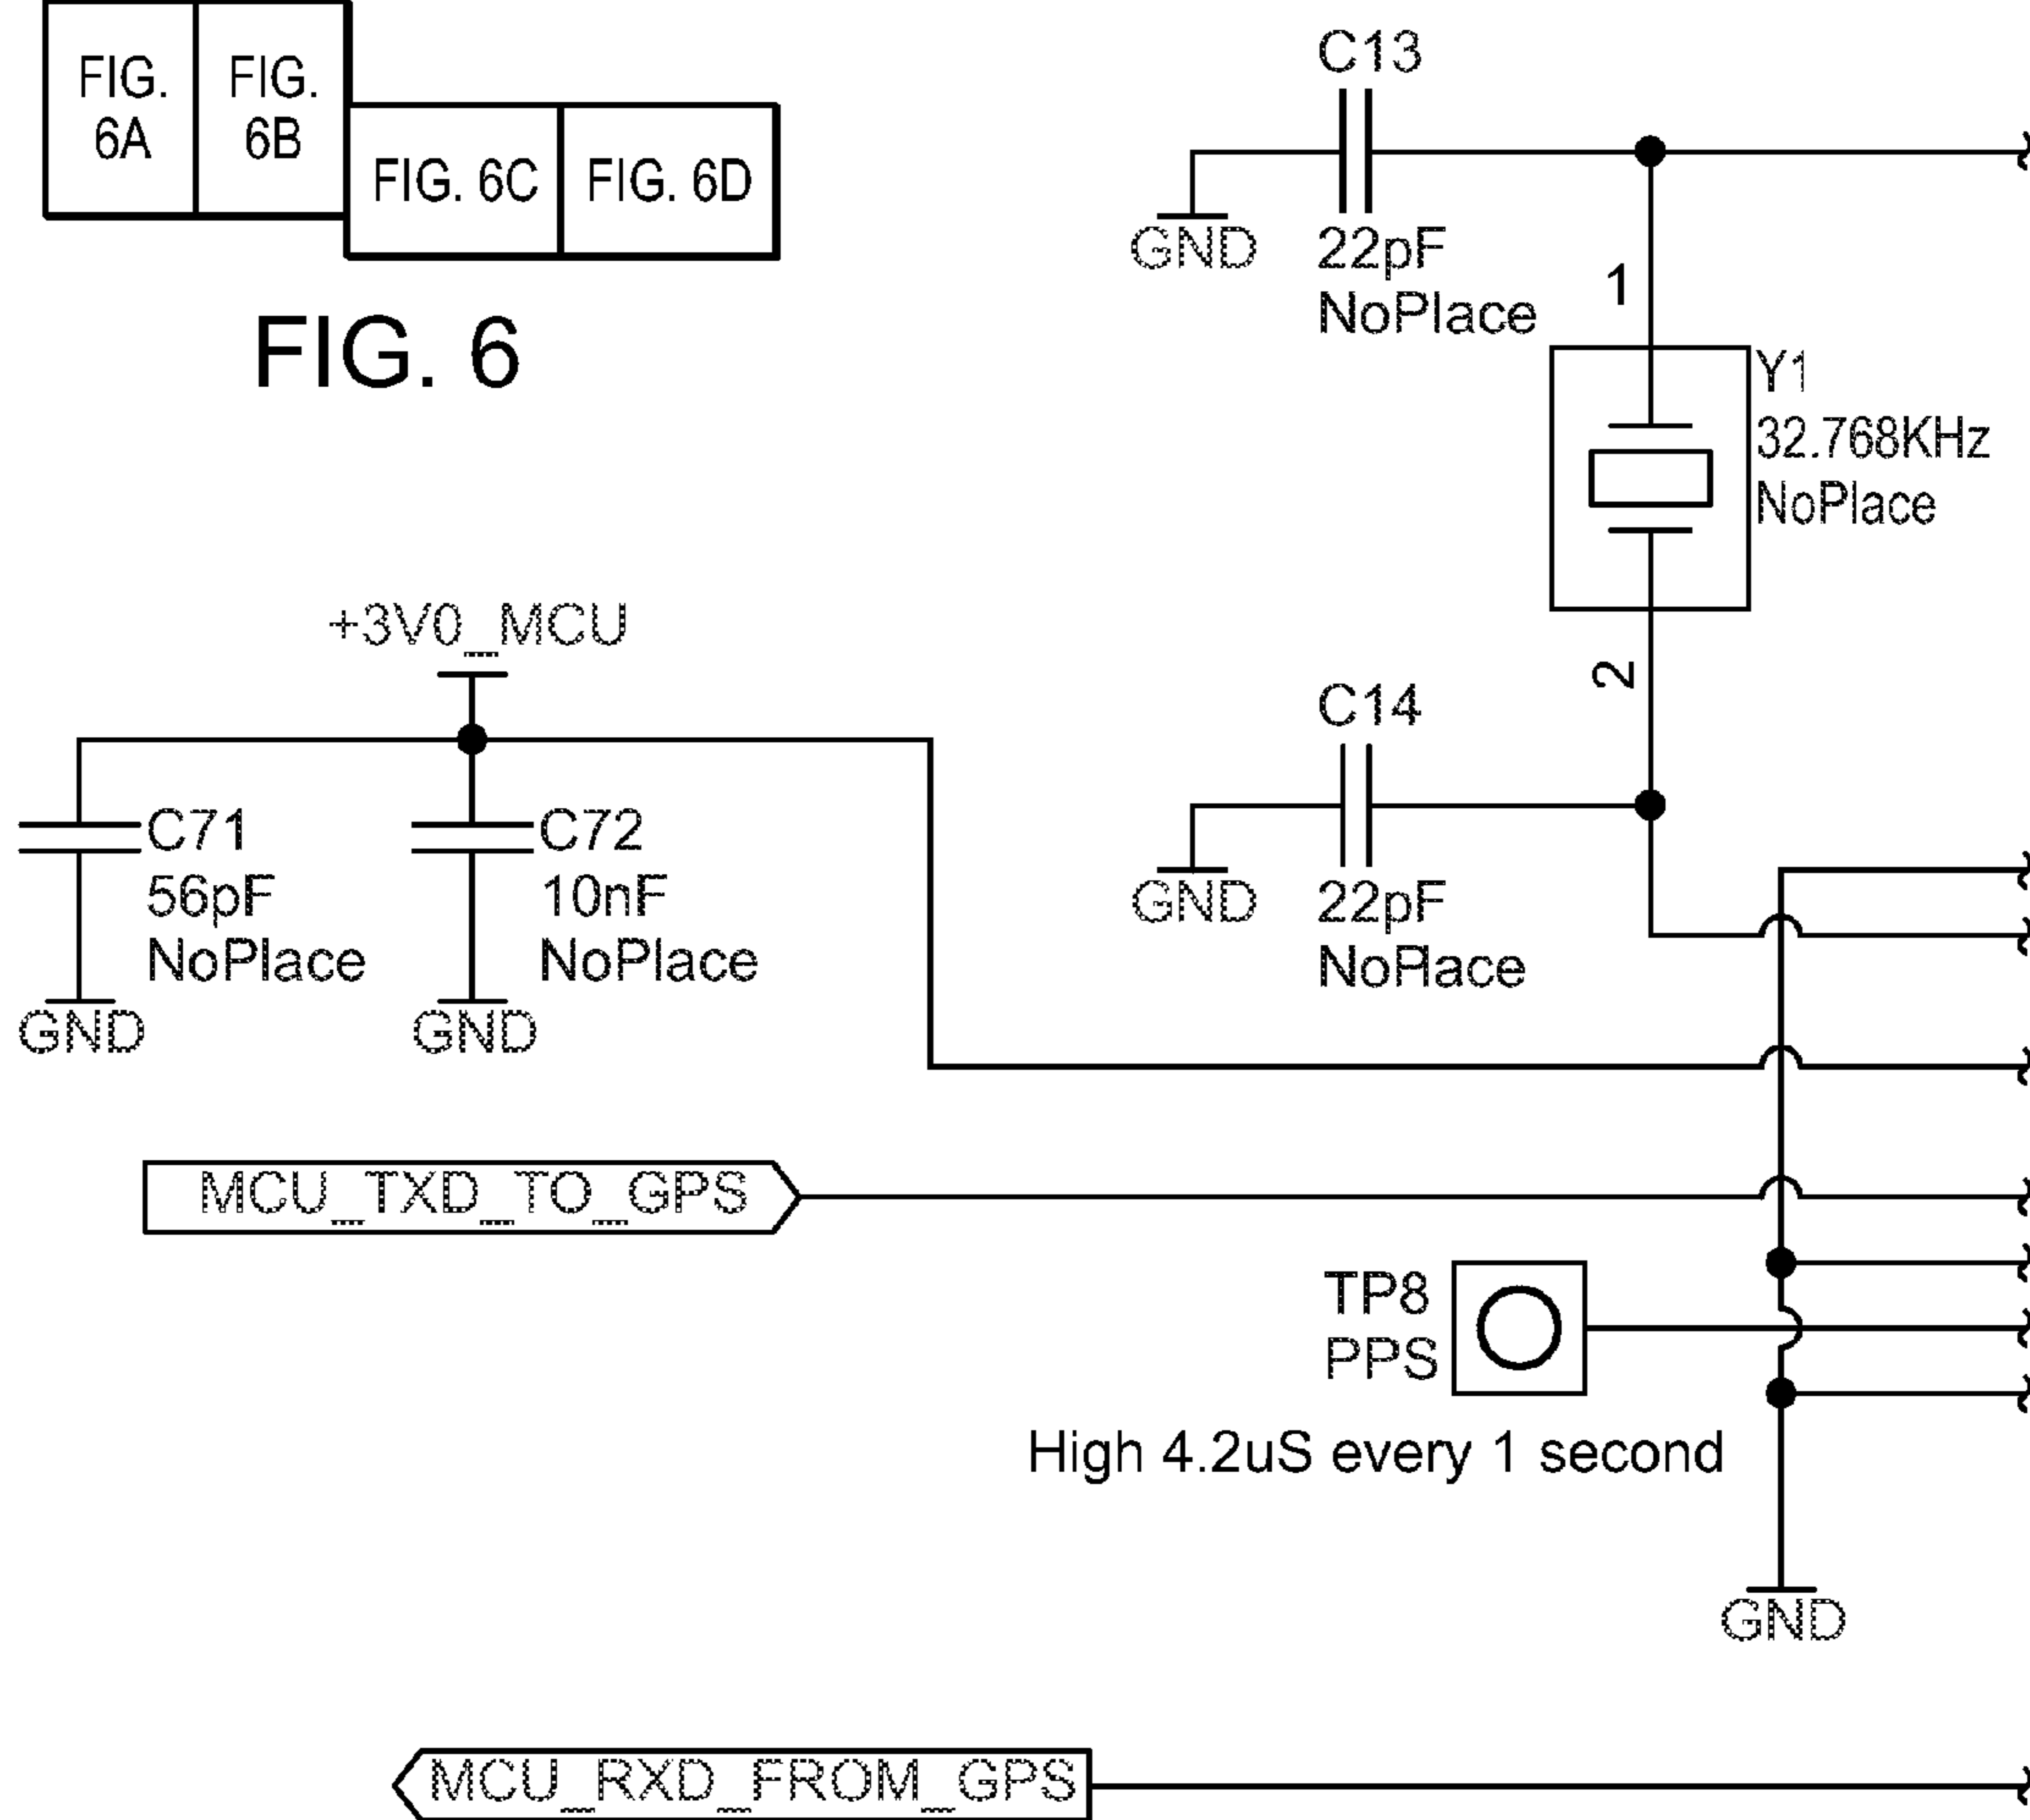 FIG.
6A
FIG.
6B
FIG. 6C
FIG. 6D
FIG. 6
C13
GND
22pF
NoPlace
1
Y1
32.768KHz
NoPlace
2
+3V0_MCU
C71
56pF
NoPlace
GND
C72
10nF
NoPlace
GND
C14
GND
22pF
NoPlace
MCU_TXD_TO_GPS
TP8
PPS
High 4.2uS every 1 second
GND
MCU_RXD_FROM_GPS